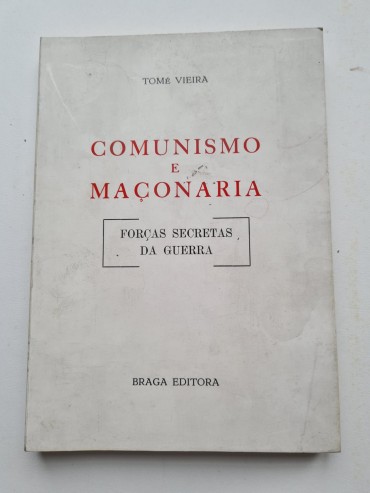 TOMÉ VIEIRA
COMUNISMO
E
MAÇONARIA
FORÇAS SECRETAS
DA GUERRA
BRAGA EDITORA